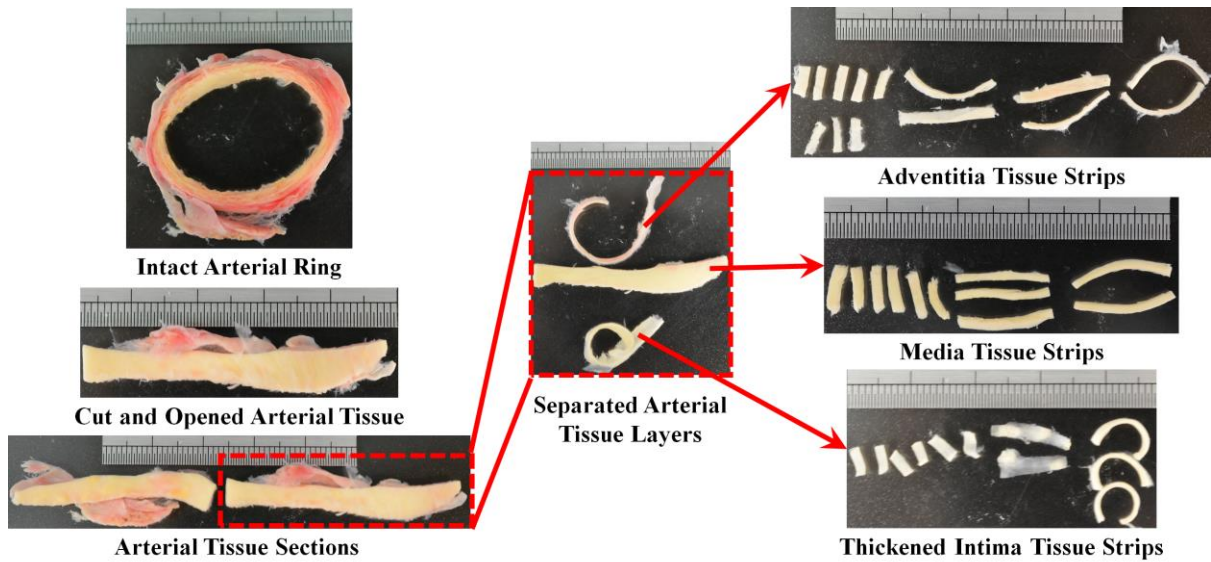 Intact Arterial Ring
Cut and Opened Arterial Tissue
Arterial Tissue Sections
Separated Arterial
Tissue Layers
Adventitia Tissue Strips
Media Tissue Strips
Thickened Intima Tissue Strips